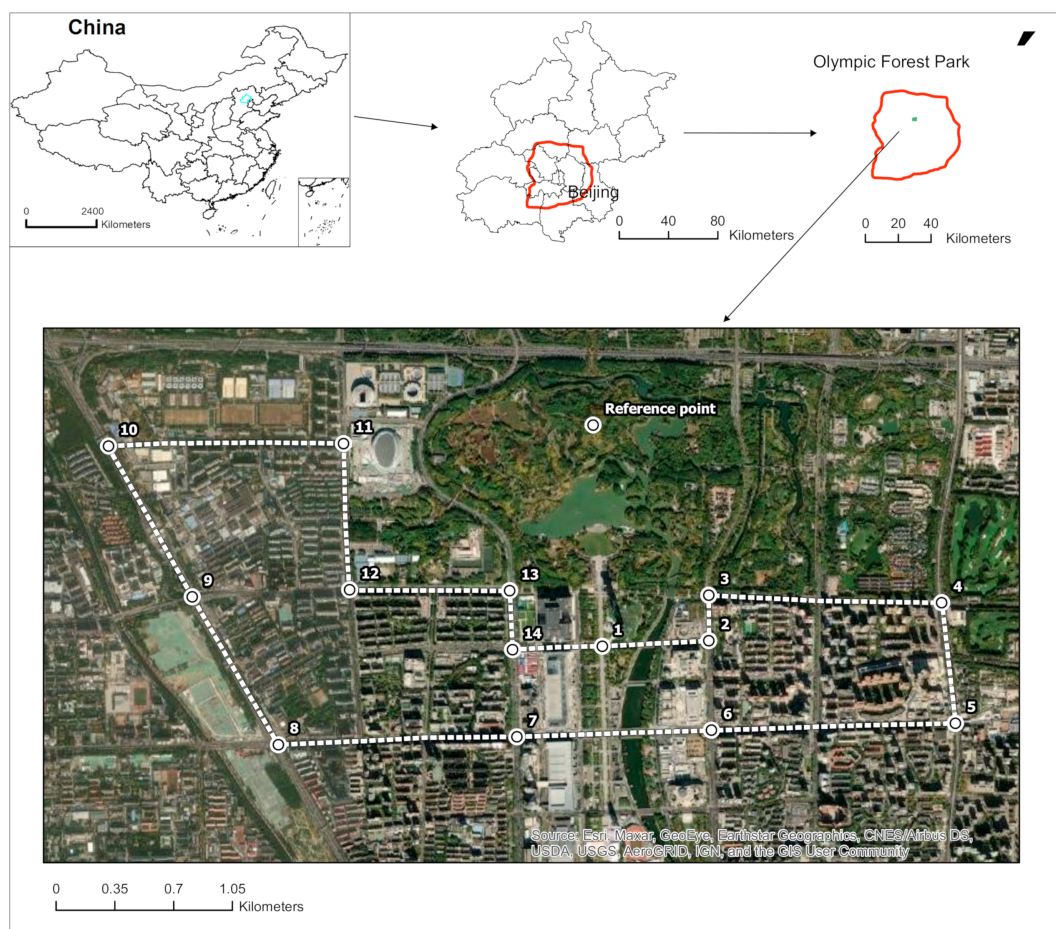 China
0 2400
Kilometers
Beijing
0 40 80
Kilometers
Olympic Forest Park
0 20 40
Kilometers
Reference point
10
11
9
12
13
3
4
14
1
2
8
7
6
5
Source: Esri, Maxar, GeoEye, Earthstar Geographics, CNES/Airbus DS,
USDA, USGS, AeroGRID, IGN, and the GIS User Community
0 0.35 0.7 1.05
Kilometers